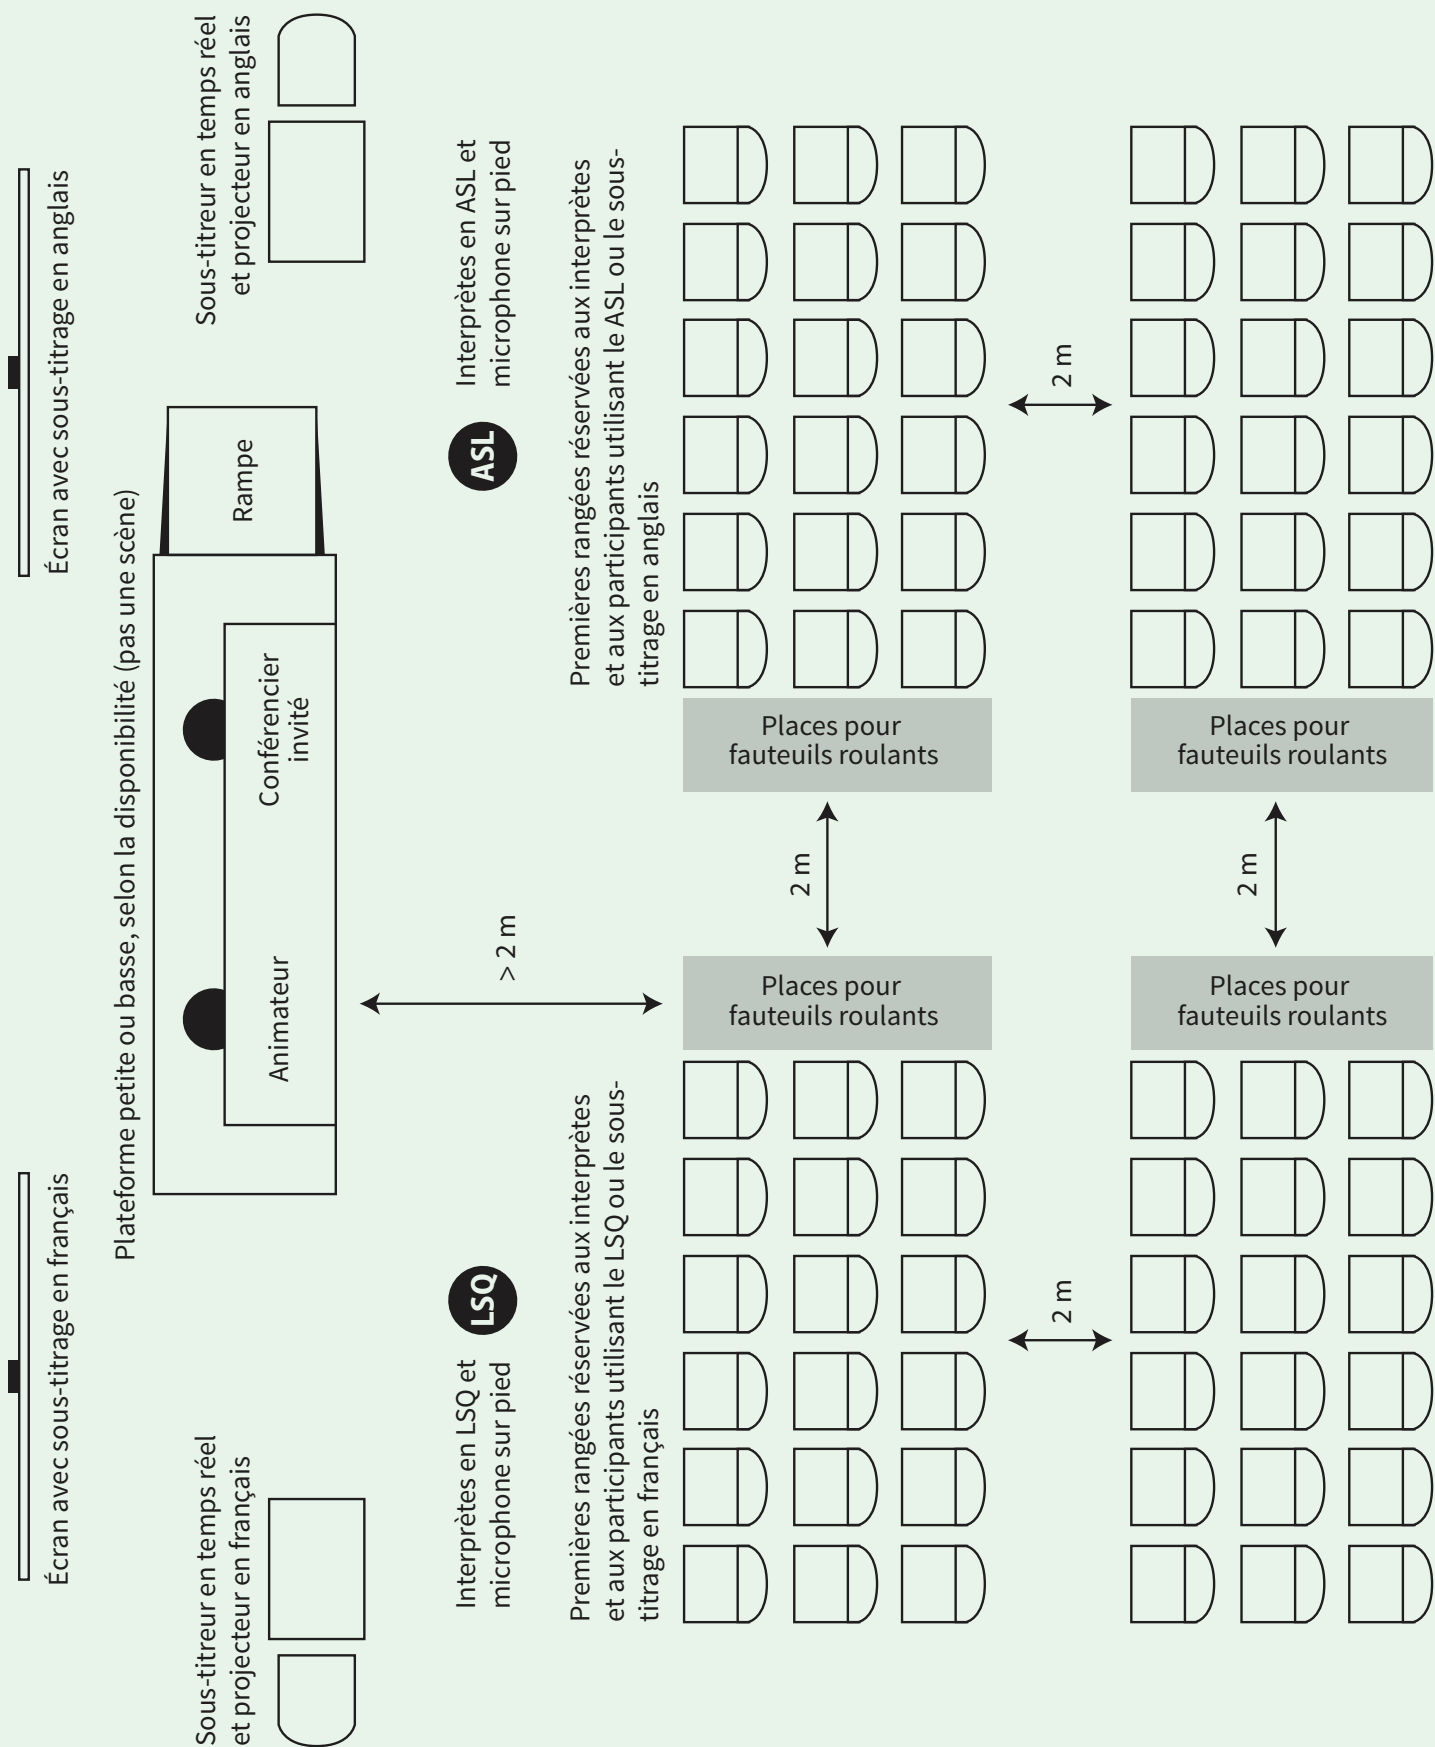 Écran avec sous-titrage en français
Écran avec sous-titrage en anglais
Plateforme petite ou basse, selon la disponibilité (pas une scène)
Sous-titreur en temps réel
et projecteur en français
Animateur
Conférencier
invité
Rampe
Sous-titreur en temps réel
et projecteur en anglais
Interprètes en LSQ et
microphone sur pied
LSQ
> 2 m
ASL
Interprètes en ASL et
microphone sur pied
Premières rangées réservées aux interprètes
et aux participants utilisant le LSQ ou le sous-
titrage en français
Premières rangées réservées aux interprètes
et aux participants utilisant le ASL ou le sous-
titrage en anglais
Places pour
fauteuils roulants
2 m
Places pour
fauteuils roulants
2 m
2 m
Places pour
fauteuils roulants
2 m
Places pour
fauteuils roulants